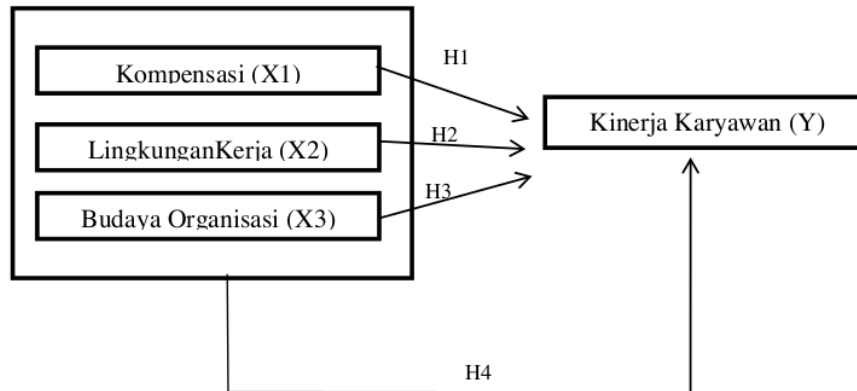 Kompensasi (X1)
H1
Kinerja Karyawan (Y)
LingkunganKerja (X2)
H2
Budaya Organisasi (X3)
H3
H4